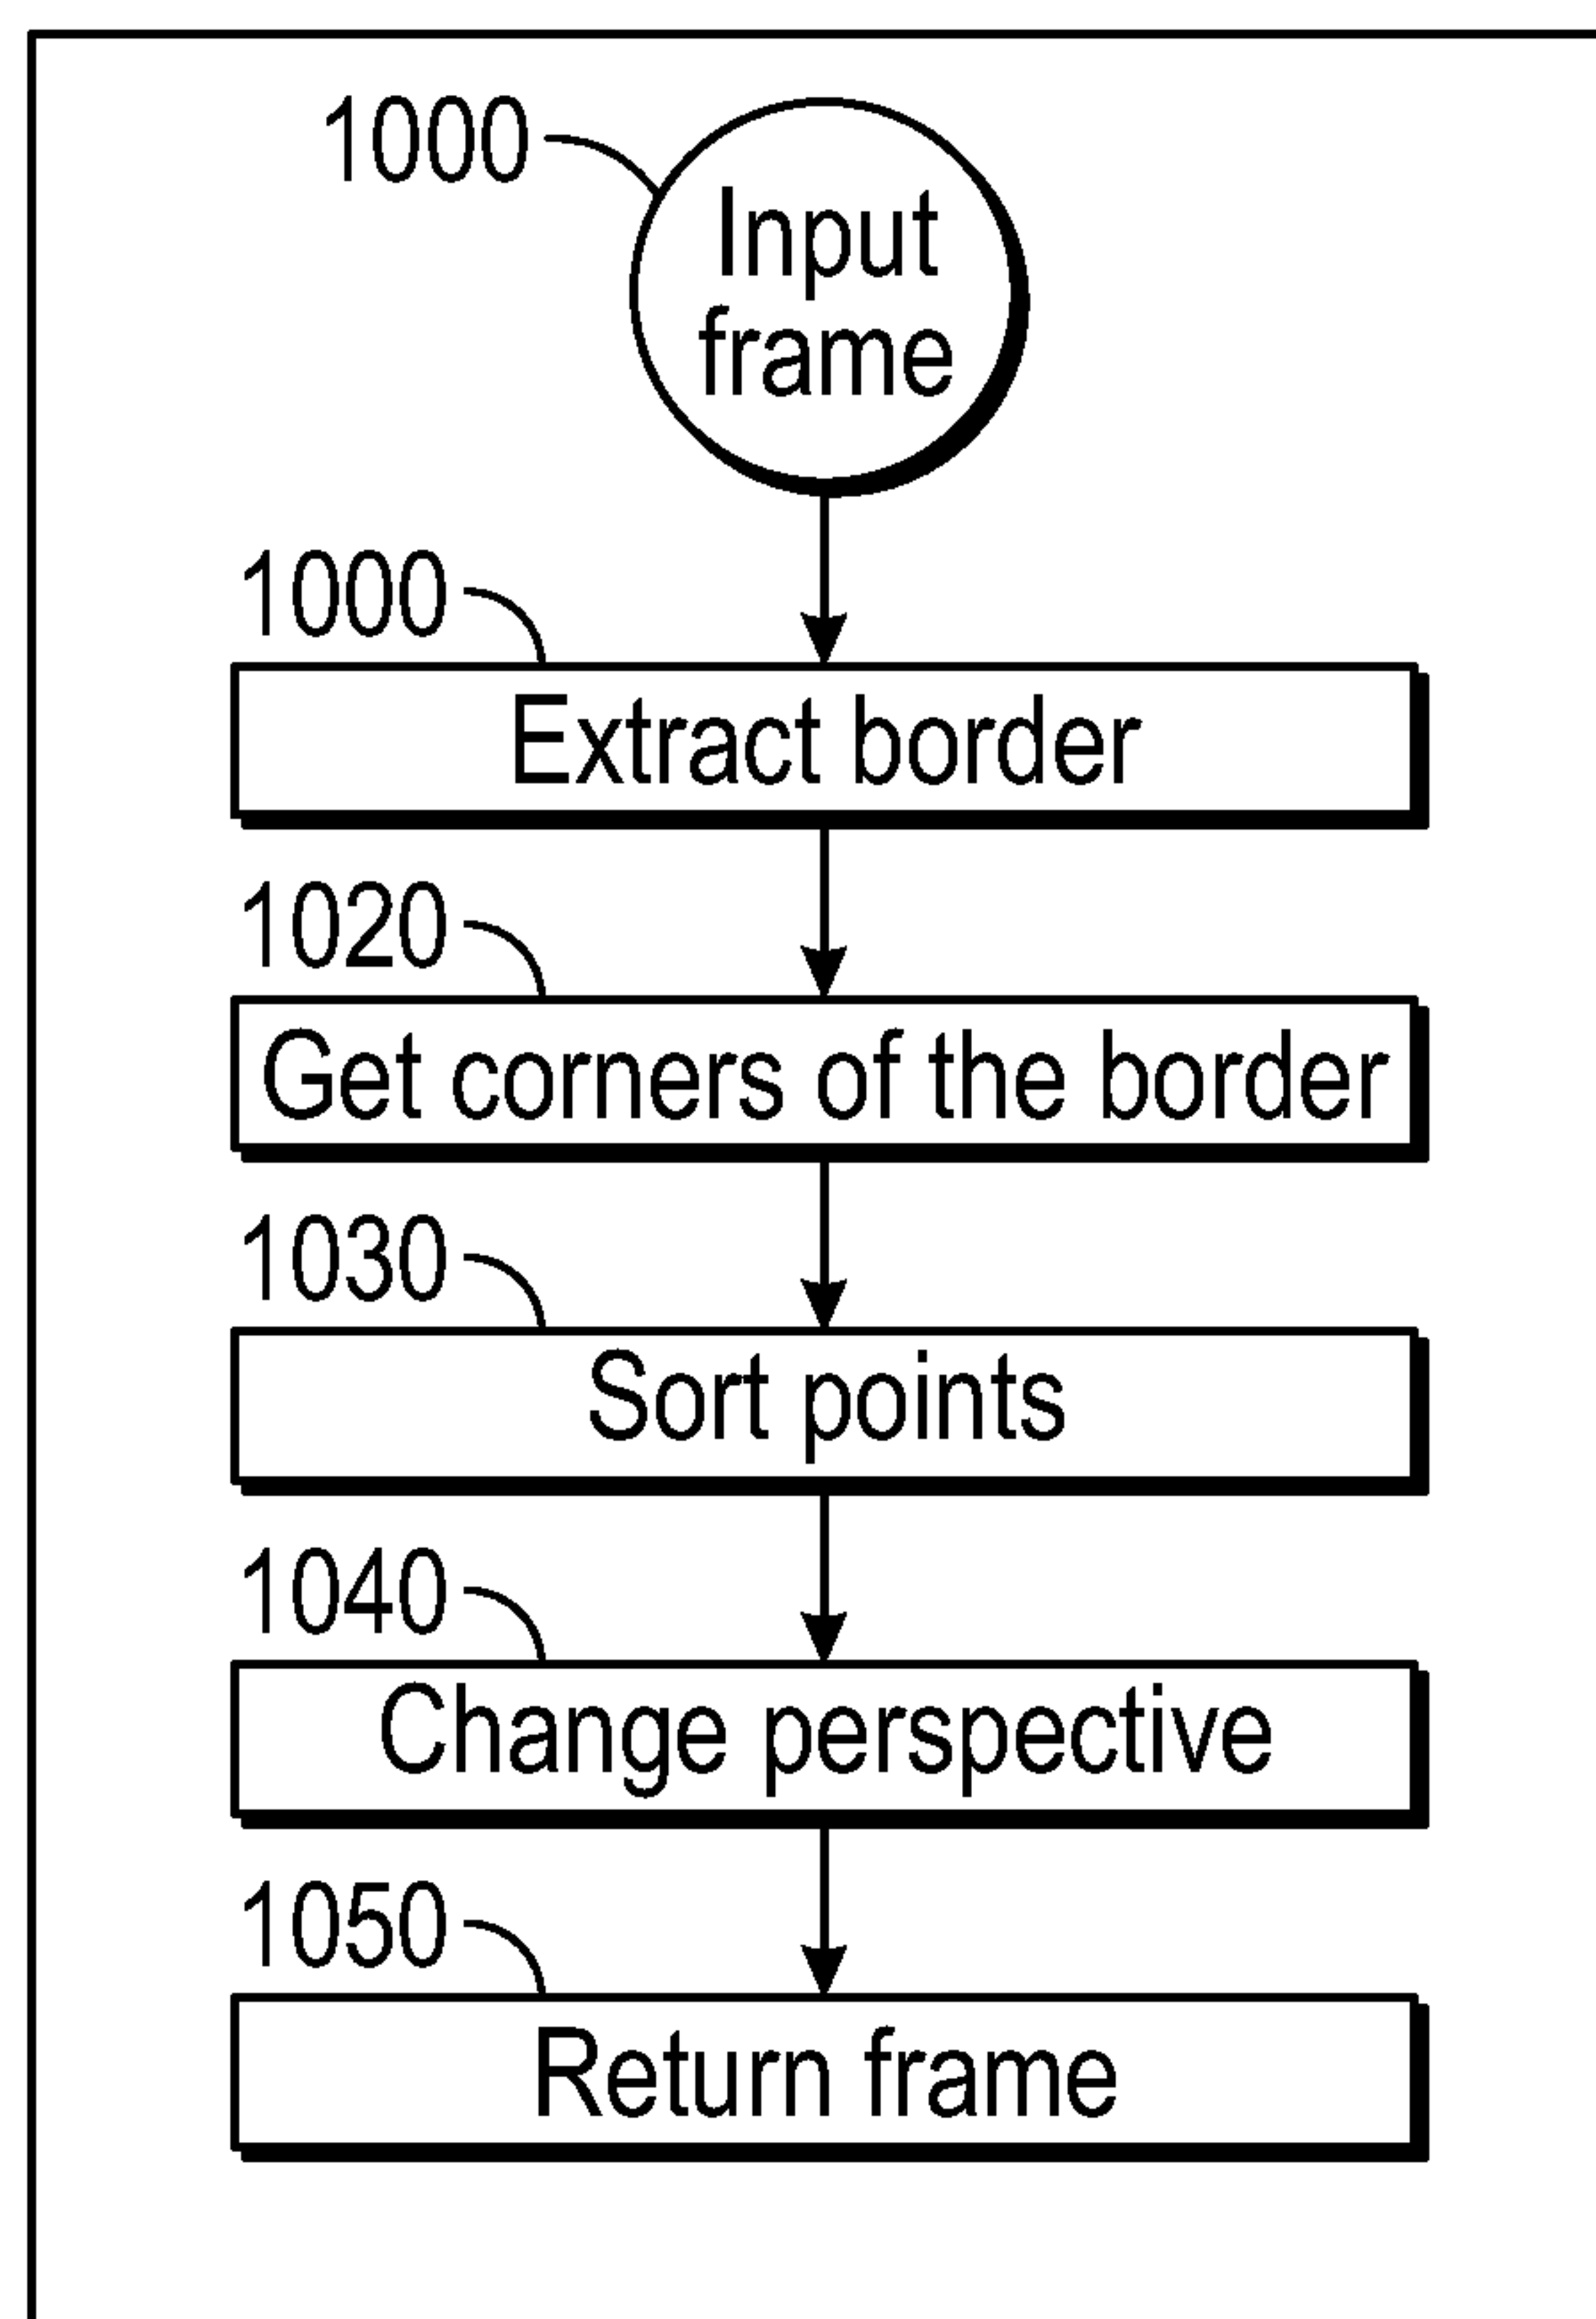 1000
Input
frame
1000
Extract border
1020
Get corners of the border
1030
Sort points
1040
Change perspective
1050
Return frame